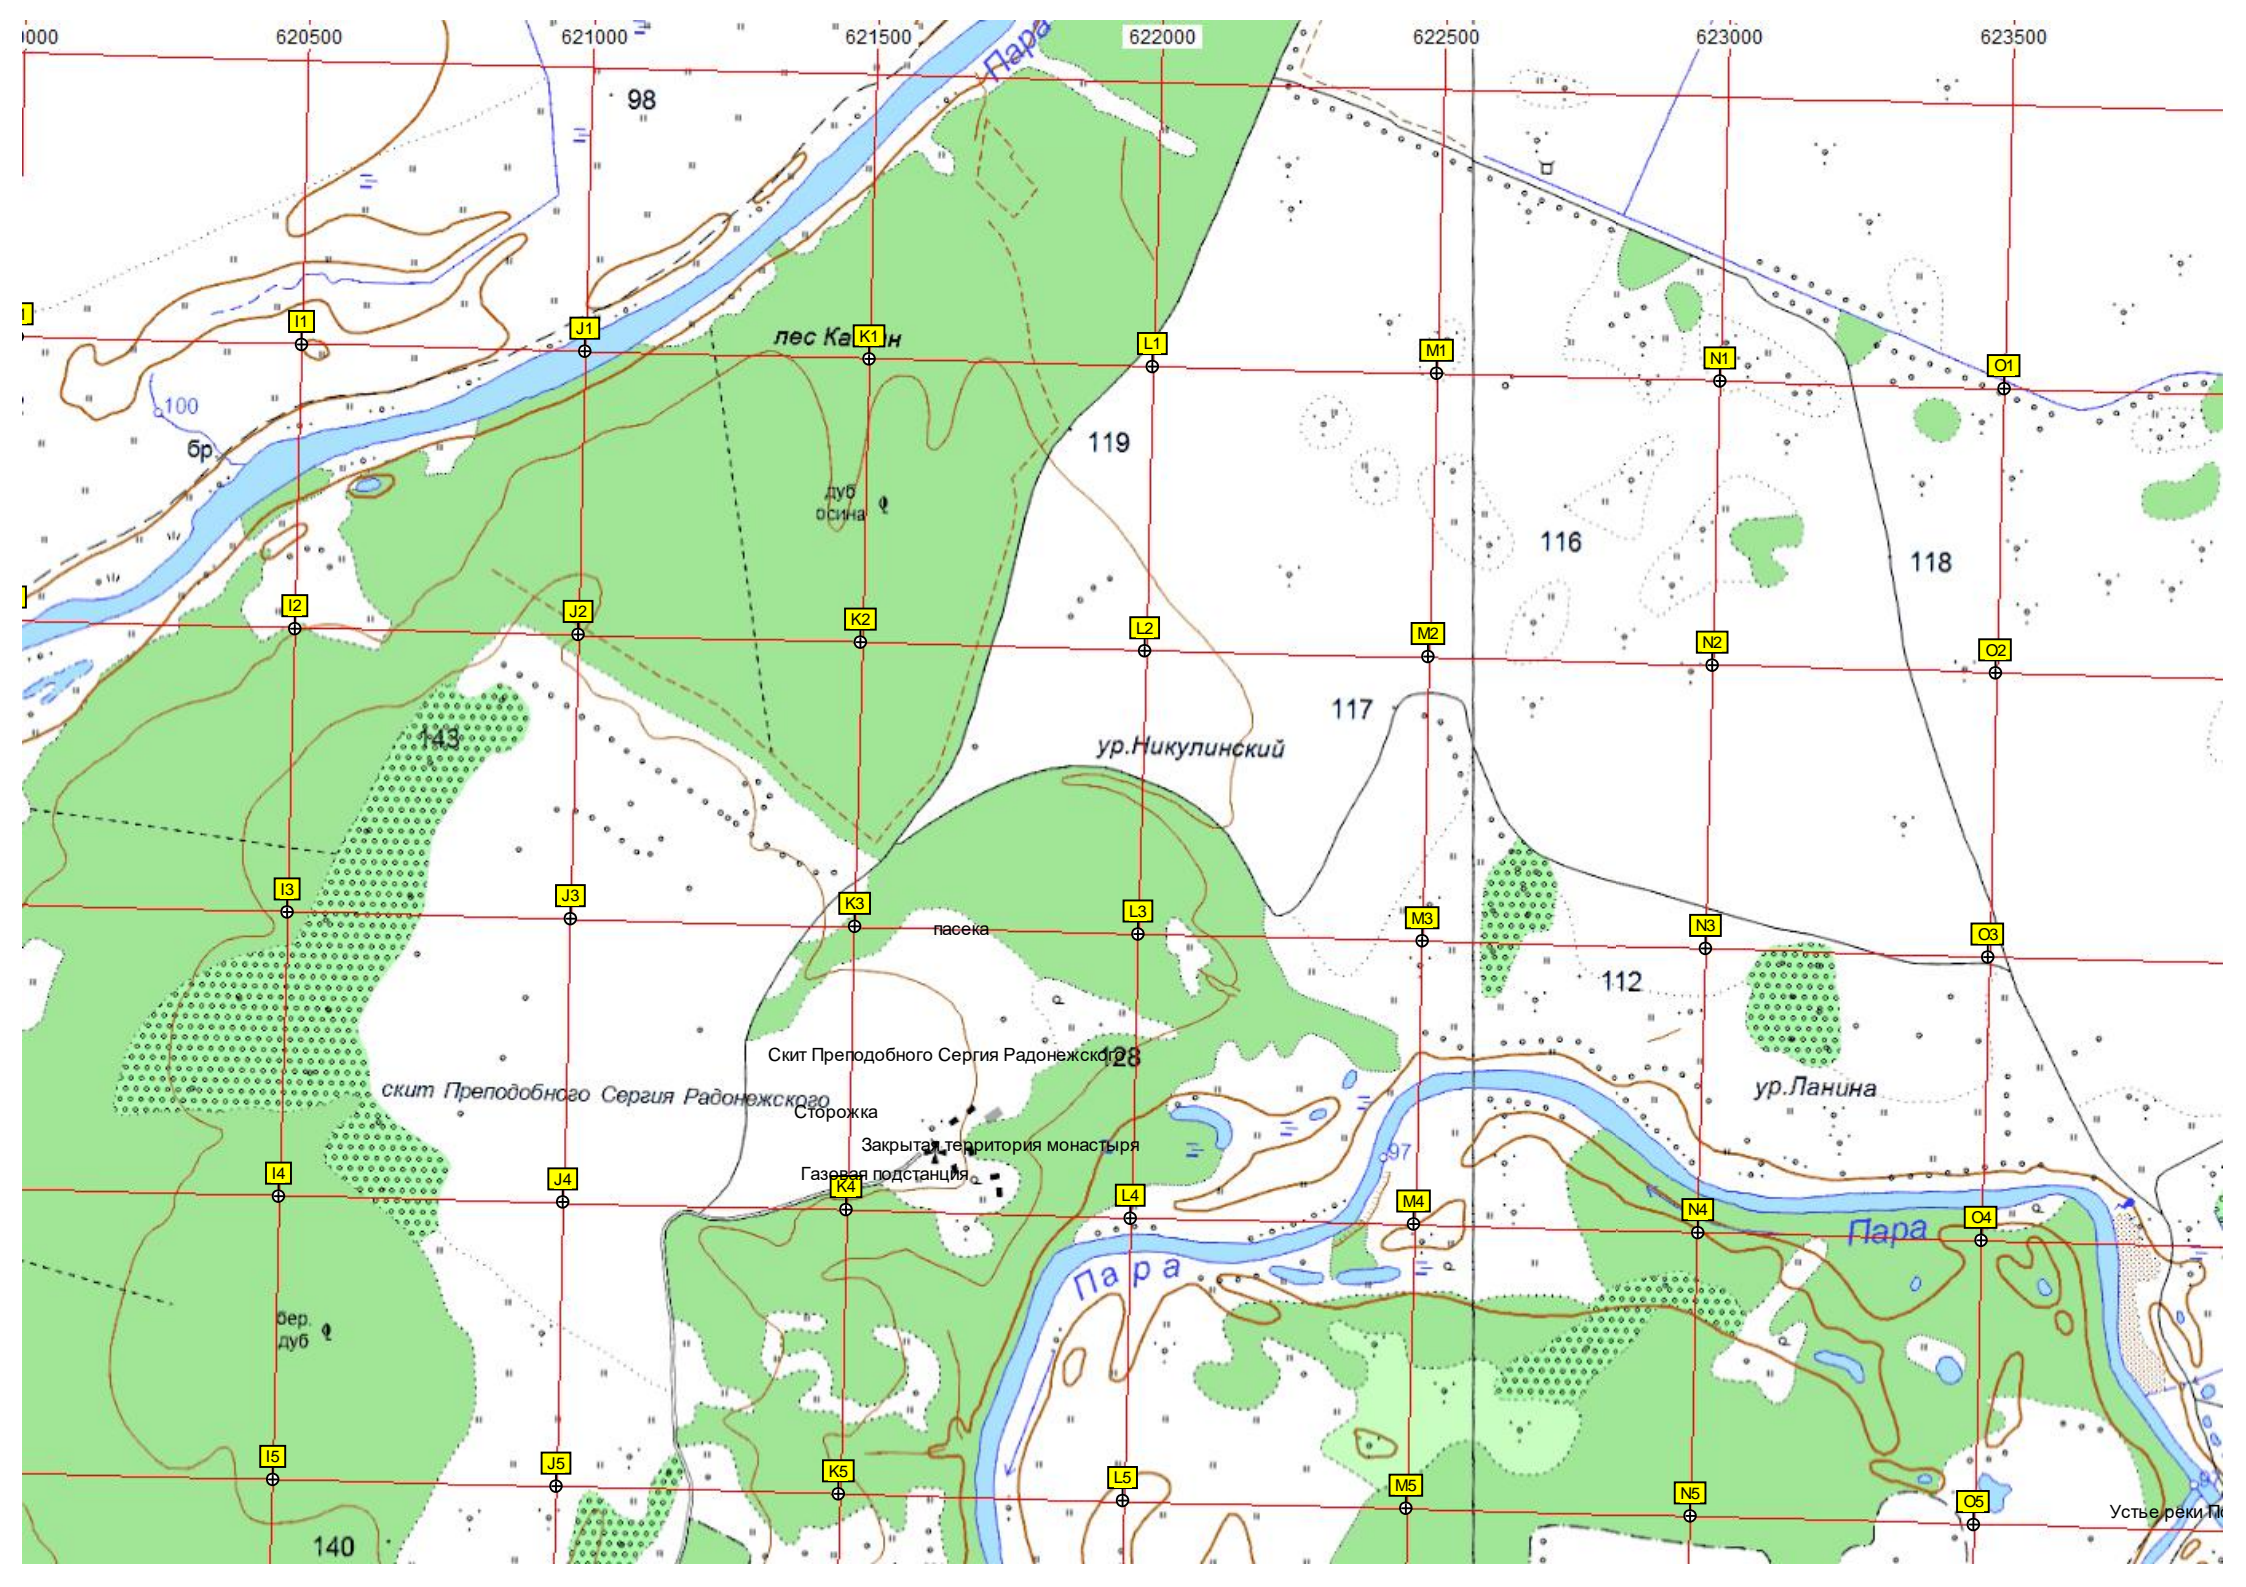 0000 620500 621000 621500 622000 622500 623000 623500
Пара
98
I1 J1 K1 L1 M1 N1 O1
лес
100
бр.
119
дуб
осина
116
118
I2 J2 K2 L2 M2 N2 O2
143
117
ур.Никулинский
I3 J3 K3 L3 M3 N3 O3
пасека
112
Скит Преподобного Сергия Радонежского
128
скит Преподобного Сергия Радонежского
ур.Ланина
Сторожка
Закрытая территория монастыря
97
Газовая подстанция
I4 J4 K4 L4 M4 N4 O4
Пара
Пара
бер.
дуб
I5 J5 K5 L5 M5 N5 O5
Устье реки
140